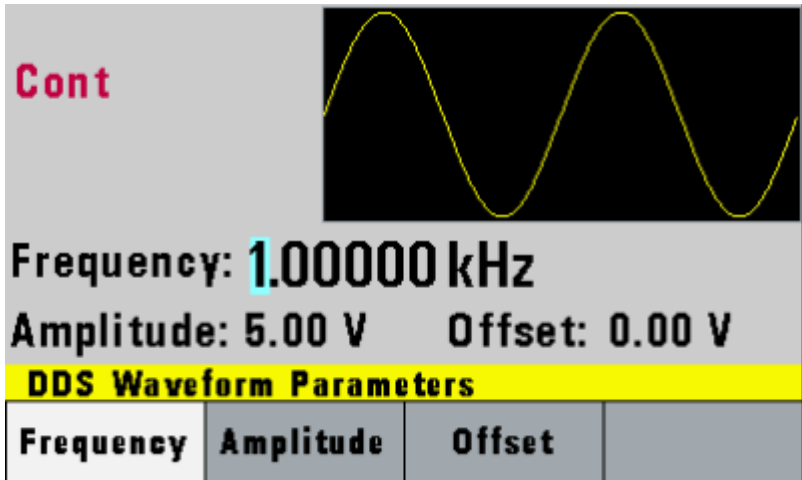 Cont
Frequency: 1.00000 kHz
Amplitude: 5.00 V Offset: 0.00 V
DDS Waveform Parameters
Frequency Amplitude Offset